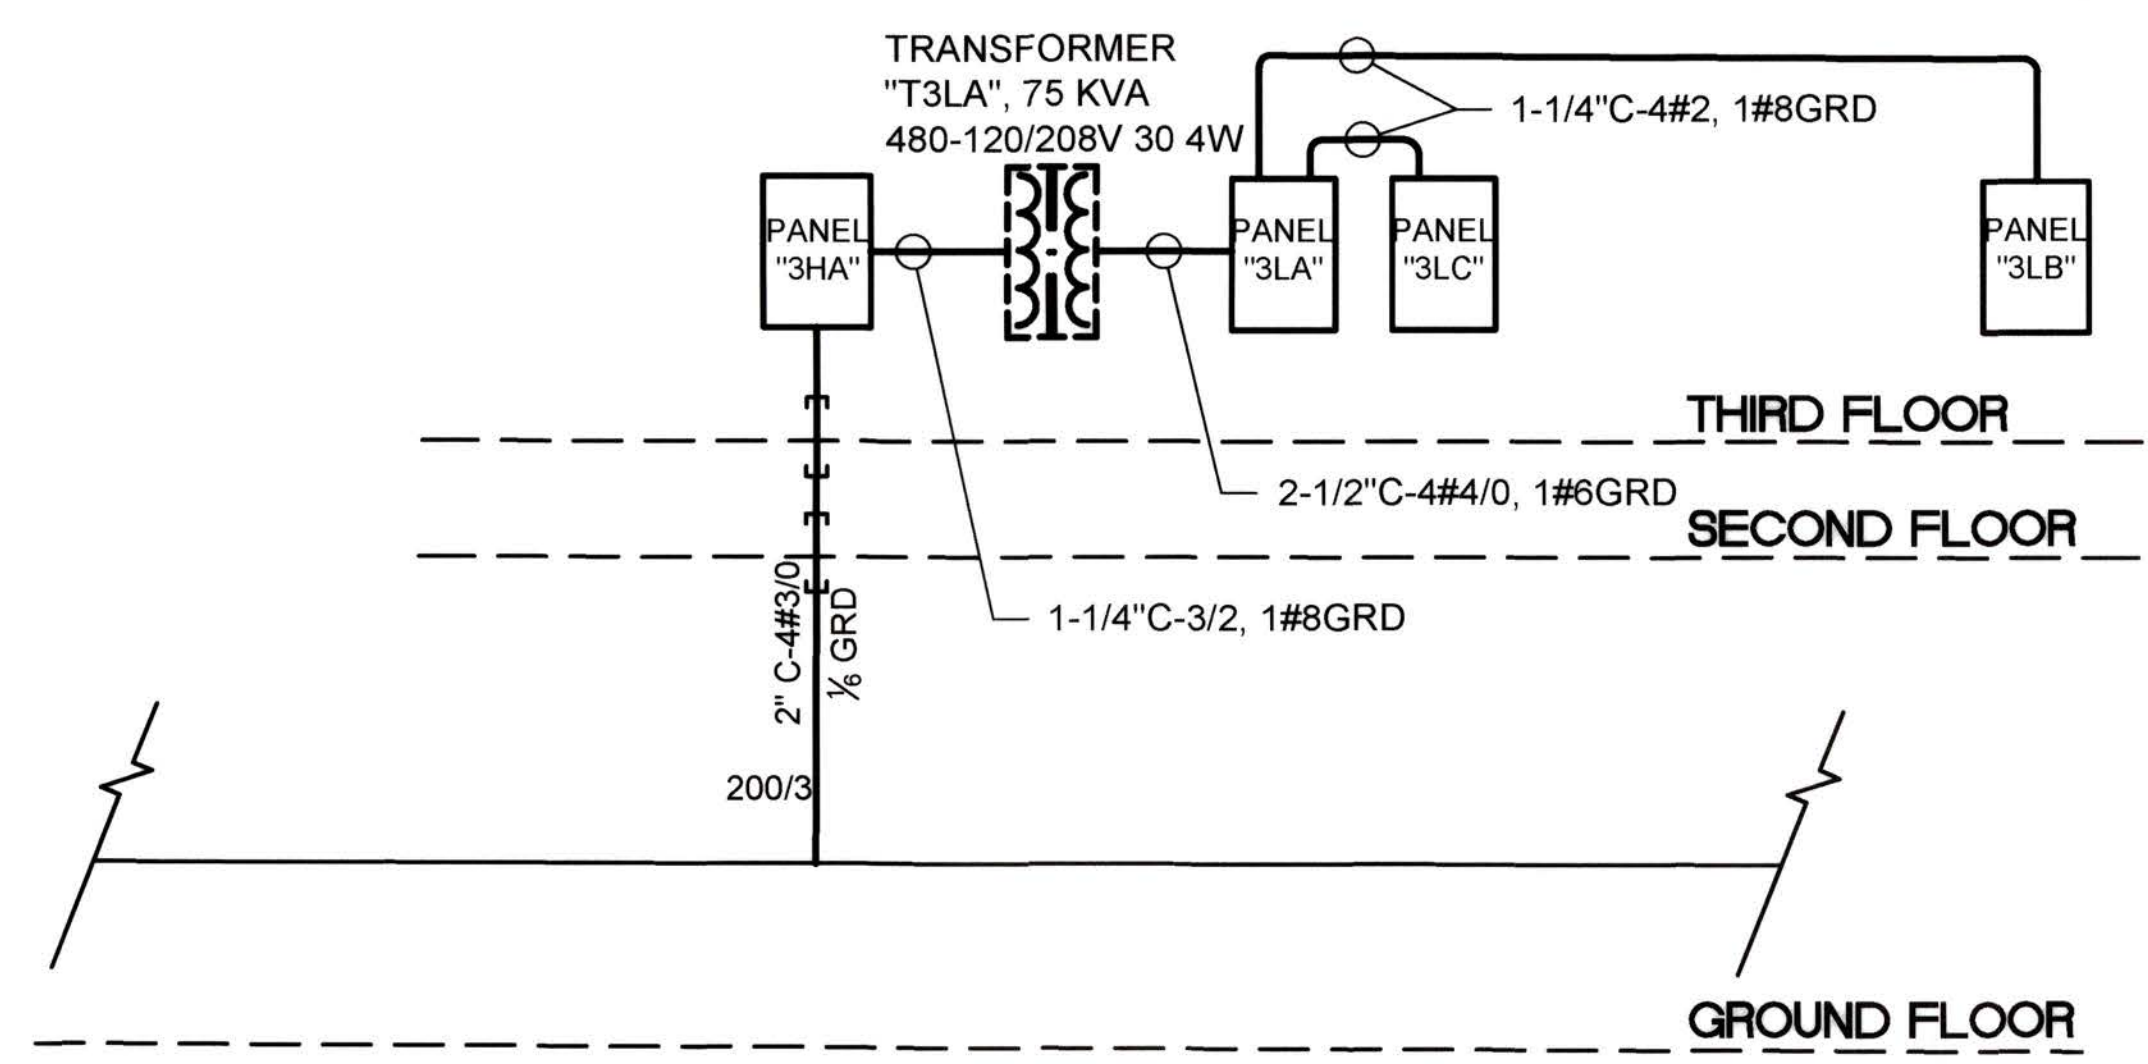 TRANSFORMER
"T3LA", 75 KVA
480-120/208V 30 4W
1-1/4"C-4#2, 1#8GRD
PANEL
"3HA"
PANEL
"3LA"
PANEL
"3LC"
PANEL
"3LB"
THIRD FLOOR
2-1/2"C-4#4/0, 1#6GRD
SECOND FLOOR
2" C-4#3/0
1/6 GRD
1-1/4"C-3/2, 1#8GRD
200/3
GROUND FLOOR